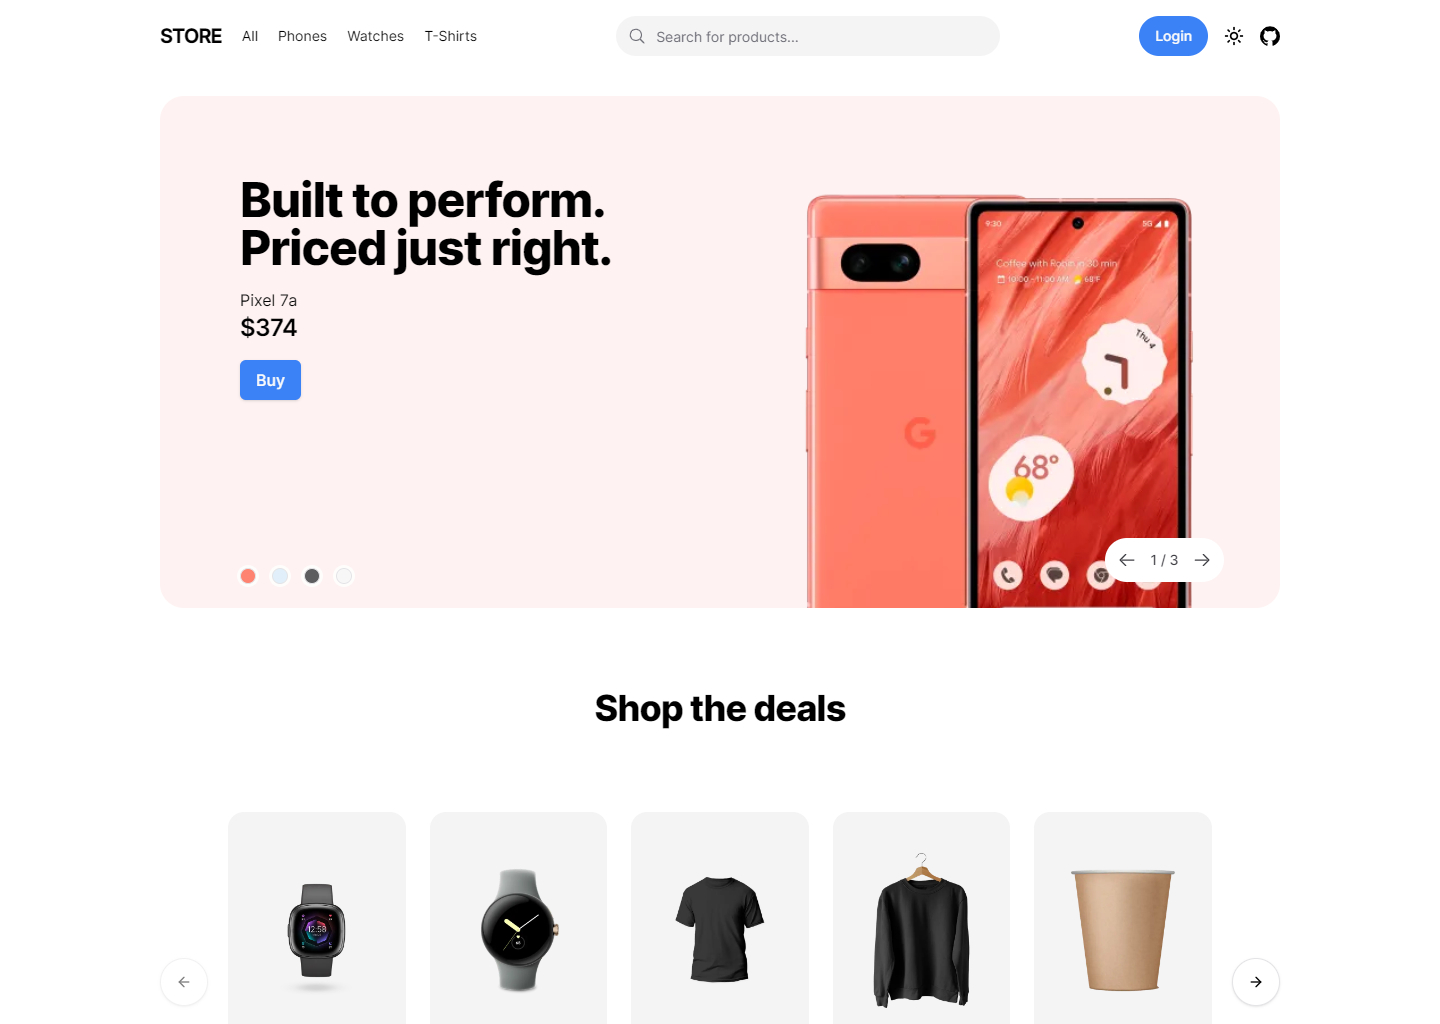 STORE
All
Phones
Watches
T-Shirts
Search for products...
Login
Built to perform.
Priced just right.
Pixel 7a
$374
Buy
9:30
5G
Coffee with Robin in 30 min
10:00 - 11:00 AM
68°F
Thu 4
68°
G
1 / 3
Shop the deals
12:58